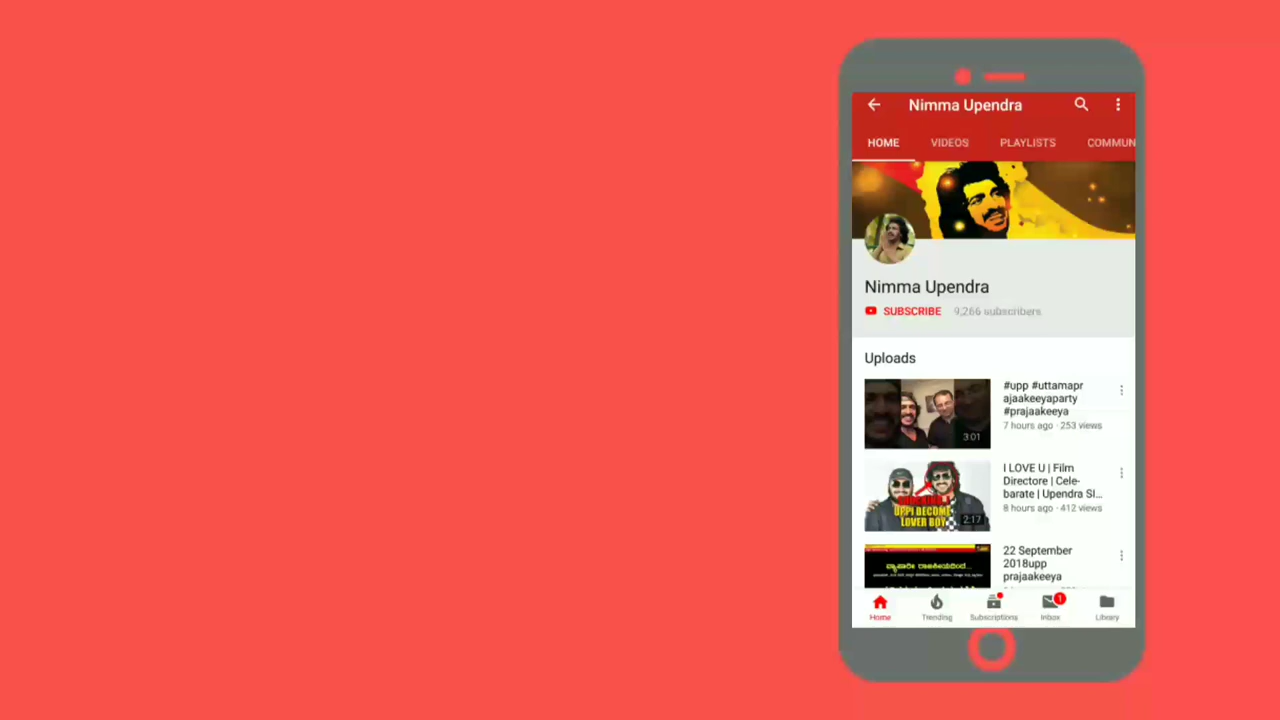 Nimma Upendra
HOME VIDEOS PLAYLISTS COMMUN
Nimma Upendra
SUBSCRIBE 9,266 subscribers
Uploads
#upp #uttamapr
ajaakeeyaparty
#prajaakeeya
7 hours ago · 253 views
3:01
I LOVE U | Film
Directore | Cele-
barate | Upendra Sl...
8 hours ago · 412 views
UPPI BECOME
LOVER BOY
2:17
22 September
2018upp
prajaakeeya
Home Trending Subscriptions Inbox Library
1